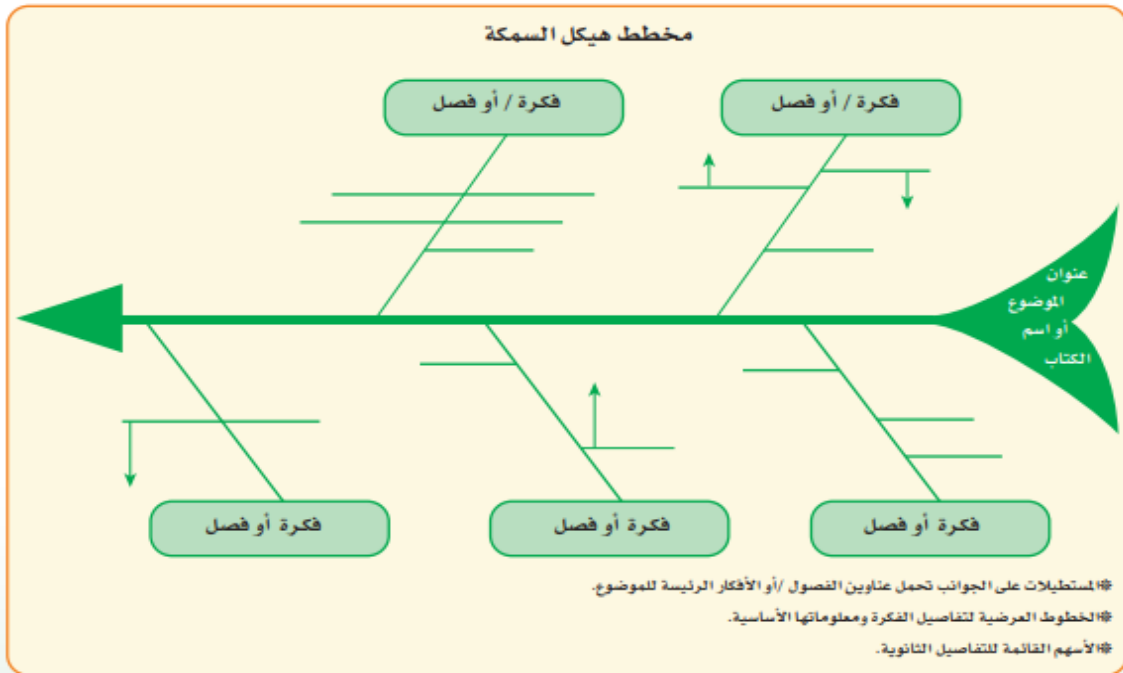 مخطط هيكل السمكة
فكرة / أو فصل
فكرة / أو فصل
عنوان
الموضوع
أو اسم
الكتاب
فكرة أو فصل
فكرة أو فصل
فكرة أو فصل
*المستطيلات على الجوانب تحمل عناوين الفصول /أو الأفكار الرئيسة للموضوع.
*الخطوط العرضية لتفاصيل الفكرة ومعلوماتها الأساسية.
*الأسهم القائمة للتفاصيل الثانوية.